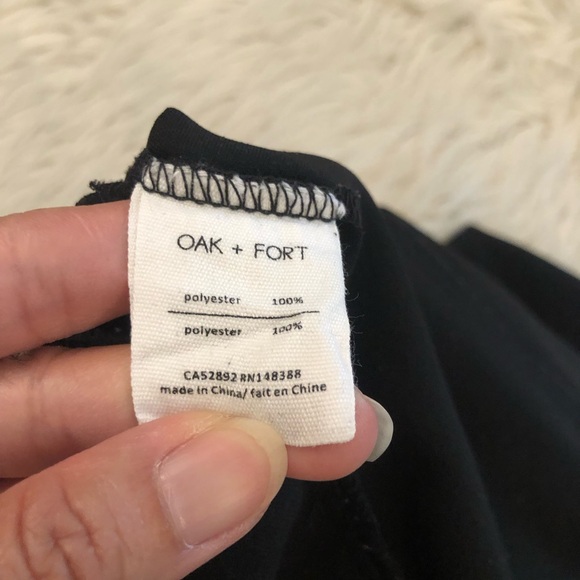 OAK + FORT
polyester 100%
polyester 100%
CA52892 RN148388
made in China/ fait en Chine